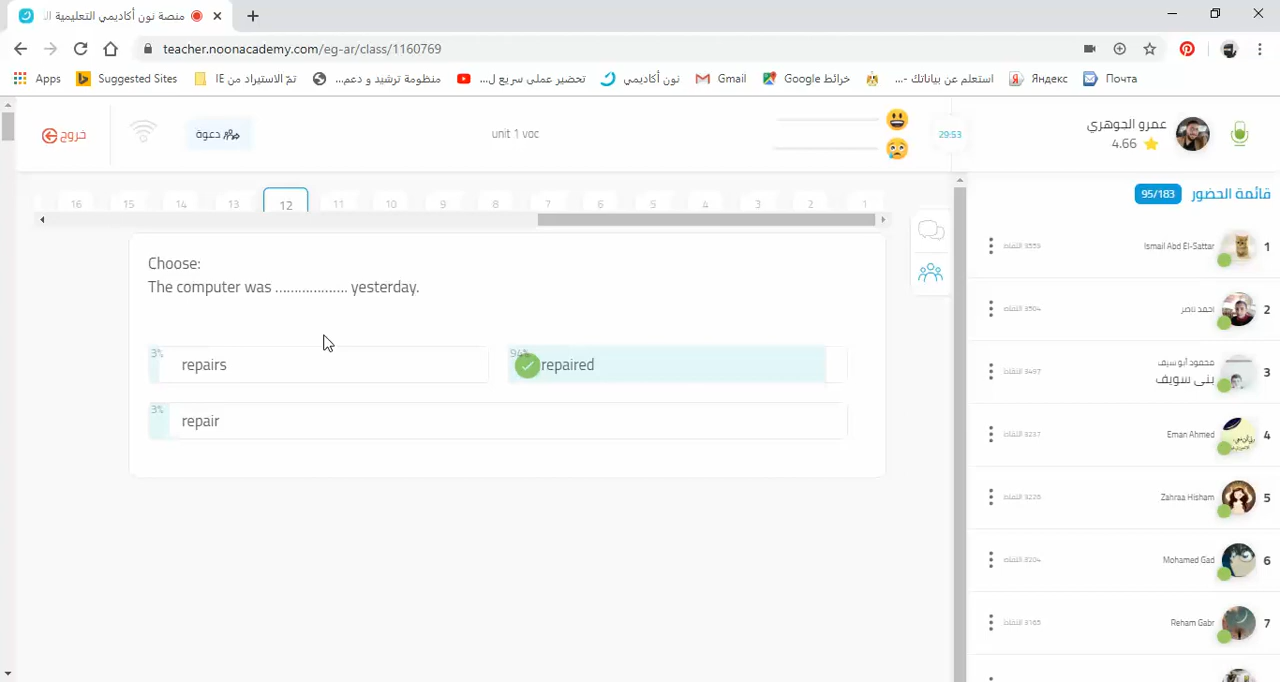 منصة نون أكاديمي التعليمية
teacher.noonacademy.com/eg-ar/class/1160769
Apps
Suggested Sites
تمّ الاستيراد من IE
منظومة ترشيد و دعم...
تحضير عملى سريع ل...
نون أكاديمي
Gmail
خرائط Google
استعلم عن بياناتك -...
Яндекс
Почта
خروج
دعوة
unit 1 voc
29:53
عمرو الجوهري
4.66
16 15 14 13 12 11 10 9 8 7 6 5 4 3 2 1
Choose:
The computer was ................... yesterday.
3%
repairs
94%
repaired
3%
repair
قائمة الحضور
95/183
1
Ismail Abd El-Sattar
2
احمد ناصر
3
محمود أبو سيف
بنى سويف
4
Eman Ahmed
5
Zahraa Hisham
6
Mohamed Gad
7
Reham Gabr